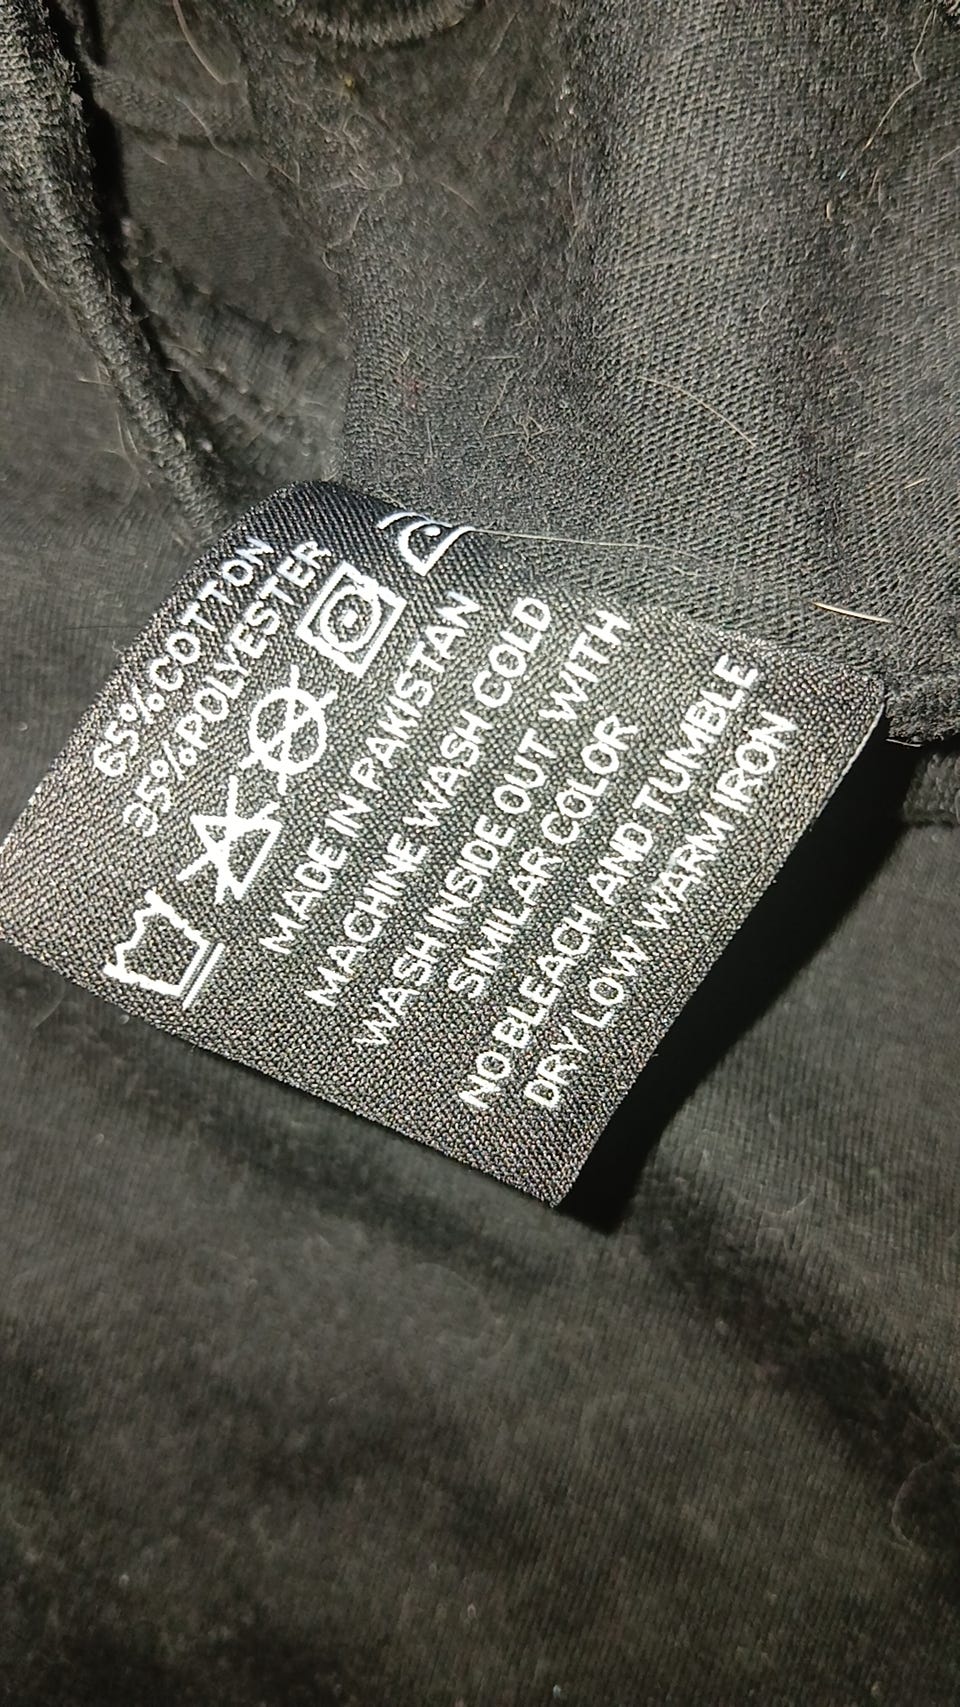 65%COTTON
35%POLYESTER
MADE IN PAKISTAN
MACHINE WASH COLD
WASH INSIDE OUT WITH
SIMILAR COLOR
NO BLEACH AND TUMBLE
DRY LOW WARM IRON